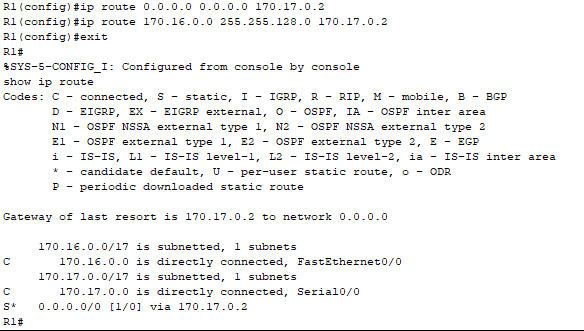 R1(config)#ip route 0.0.0.0 0.0.0.0 170.17.0.2
R1(config)#ip route 170.16.0.0 255.255.128.0 170.17.0.2
R1(config)#exit
R1#
%SYS-5-CONFIG_I: Configured from console by console
show ip route
Codes: C - connected, S - static, I - IGRP, R - RIP, M - mobile, B - BGP
D - EIGRP, EX - EIGRP external, O - OSPF, IA - OSPF inter area
N1 - OSPF NSSA external type 1, N2 - OSPF NSSA external type 2
E1 - OSPF external type 1, E2 - OSPF external type 2, E - EGP
i - IS-IS, L1 - IS-IS level-1, L2 - IS-IS level-2, ia - IS-IS inter area
* - candidate default, U - per-user static route, o - ODR
P - periodic downloaded static route
Gateway of last resort is 170.17.0.2 to network 0.0.0.0
170.16.0.0/17 is subnetted, 1 subnets
C 170.16.0.0 is directly connected, FastEthernet0/0
170.17.0.0/17 is subnetted, 1 subnets
C 170.17.0.0 is directly connected, Serial0/0
S* 0.0.0.0/0 [1/0] via 170.17.0.2
R1#